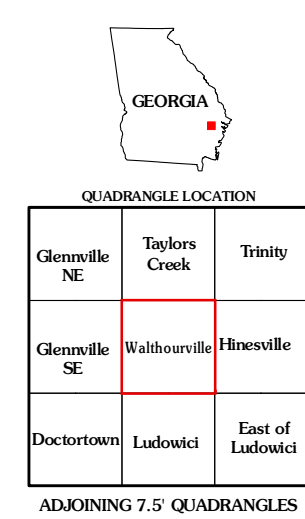 GEORGIA
QUADRANGLE LOCATION
Glennville
NE
Taylors
Creek
Trinity
Glennville
SE
Walthourville
Hinesville
Doctortown
Ludowici
East of
Ludowici
ADJOINING 7.5' QUADRANGLES